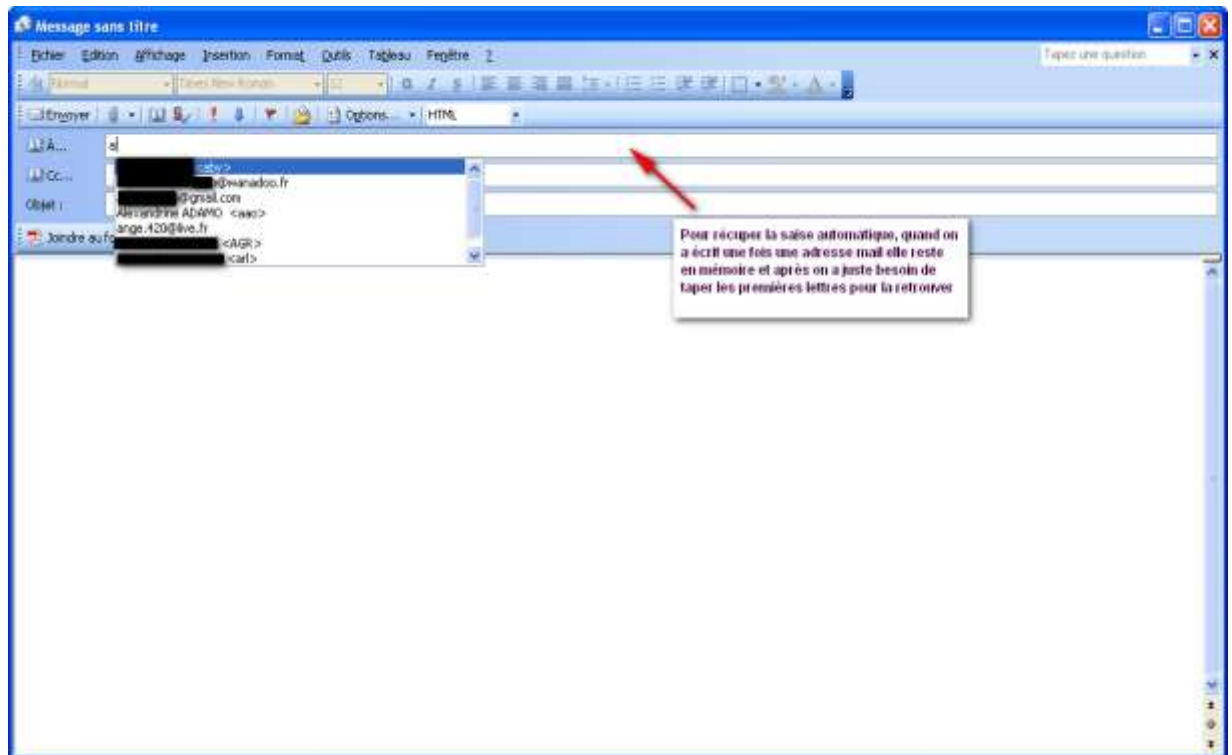 Message sans titre
Fichier Edition Affichage Insertion Format Outils Tableau Fenêtre ?
Tapez une question
Normal Times New Roman 12 G I S
Envoyer Options... HTML
À... a
<aby>
@wanadoo.fr
@gmail.com
Alexandrine ADAMO <aao>
ange.420@live.fr
<AGR>
<carl>
Cc...
Objet :
Joindre au fo
Pour récuper la saise automatique, quand on
a écrit une fois une adresse mail elle reste
en mémoire et après on a juste besoin de
taper les premières lettres pour la retrouver